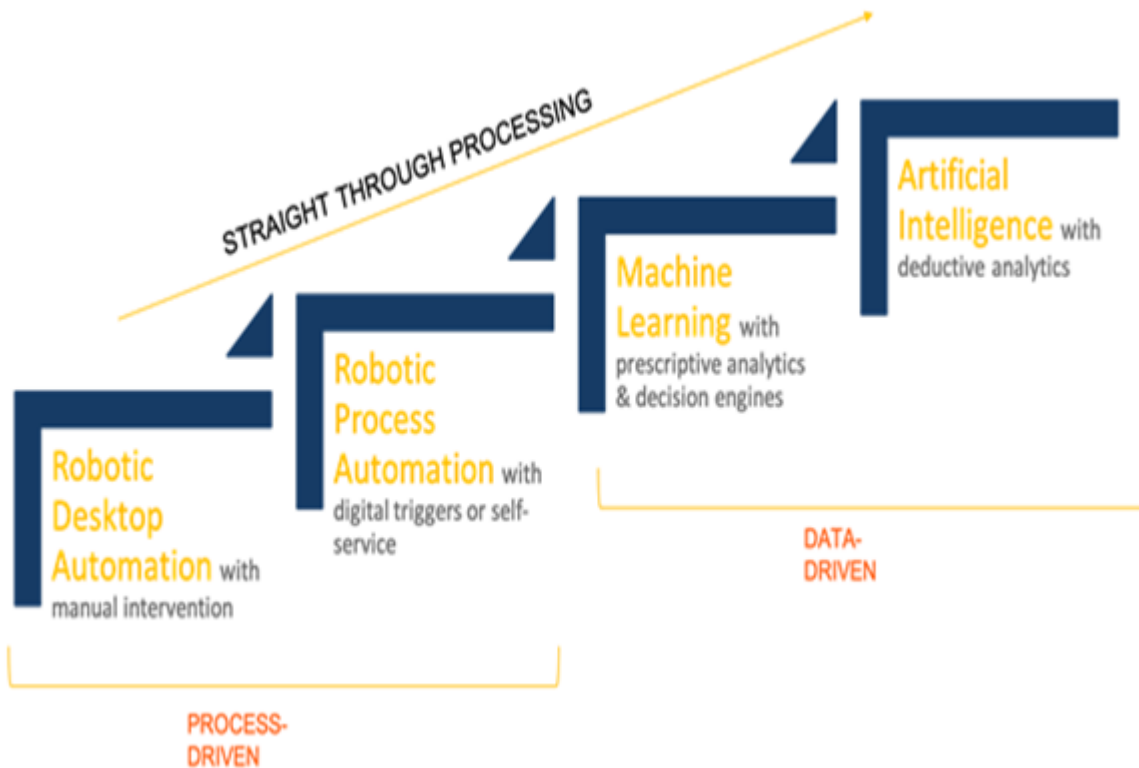 STRAIGHT THROUGH PROCESSING
Robotic
Desktop
Automation with
manual intervention
Robotic
Process
Automation with
digital triggers or self-
service
Machine
Learning with
prescriptive analytics
& decision engines
Artificial
Intelligence with
deductive analytics
PROCESS-
DRIVEN
DATA-
DRIVEN